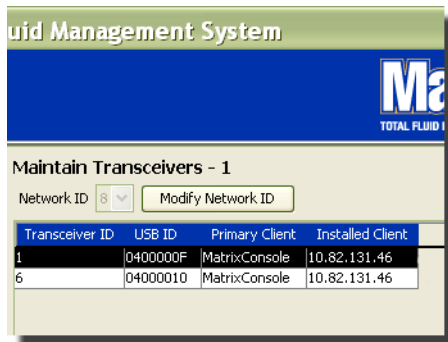 uid Management System
Ma
TOTAL FLUID
Maintain Transceivers - 1
Network ID 8 Modify Network ID
Transceiver ID USB ID Primary Client Installed Client
1 0400000F MatrixConsole 10.82.131.46
6 04000010 MatrixConsole 10.82.131.46